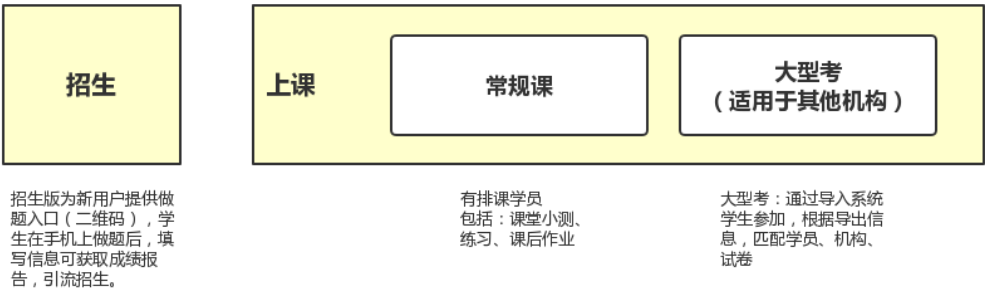 招生
上课
常规课
大型考
（适用于其他机构）
招生版为新用户提供做
题入口（二维码），学
生在手机上做题后，填
写信息可获取成绩报
告，引流招生。
有排课学员
包括：课堂小测、
练习、课后作业
大型考：通过导入系统
学生参加，根据导出信
息，匹配学员、机构、
试卷